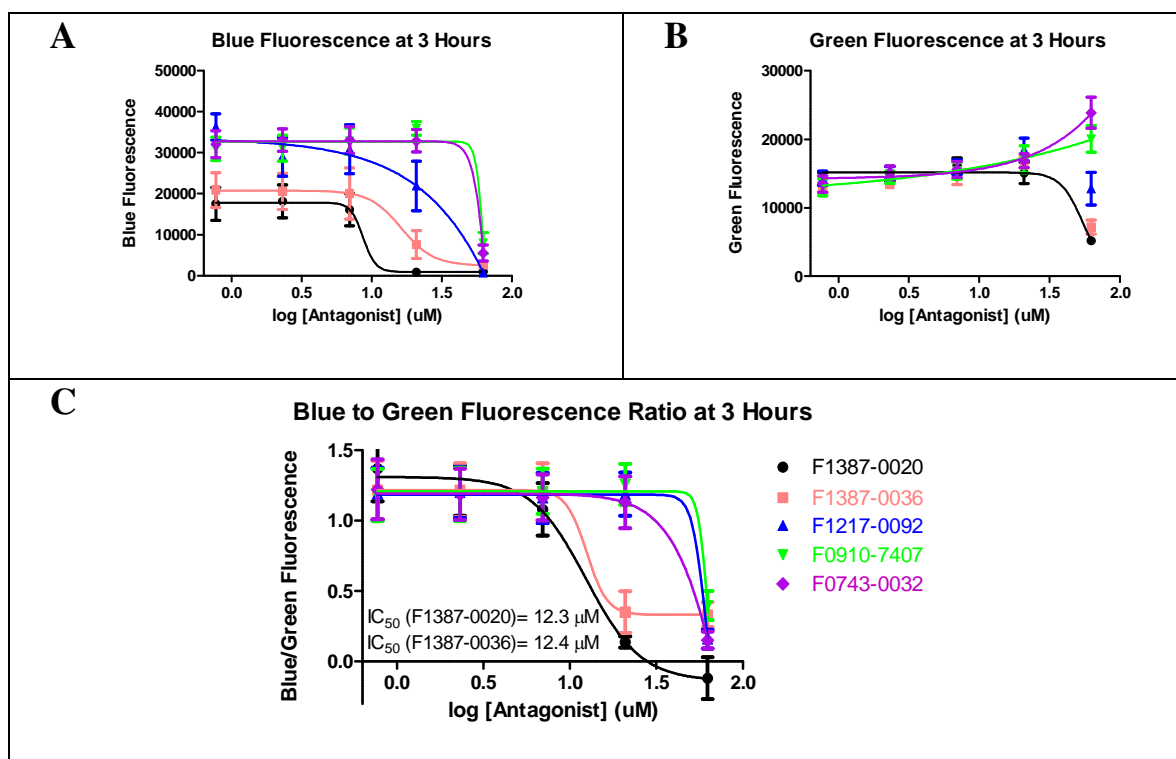 A
Blue Fluorescence at 3 Hours
50000
40000
30000
20000
10000
0
Blue Fluorescence
0.0 0.5 1.0 1.5 2.0
log [Antagonist] (uM)
B
Green Fluorescence at 3 Hours
30000
20000
10000
0
Green Fluorescence
0.0 0.5 1.0 1.5 2.0
log [Antagonist] (uM)
C
Blue to Green Fluorescence Ratio at 3 Hours
1.5
1.0
0.5
0.0
Blue/Green Fluorescence
IC50 (F1387-0020)= 12.3 μM
IC50 (F1387-0036)= 12.4 μM
0.0 0.5 1.0 1.5 2.0
log [Antagonist] (uM)
F1387-0020
F1387-0036
F1217-0092
F0910-7407
F0743-0032